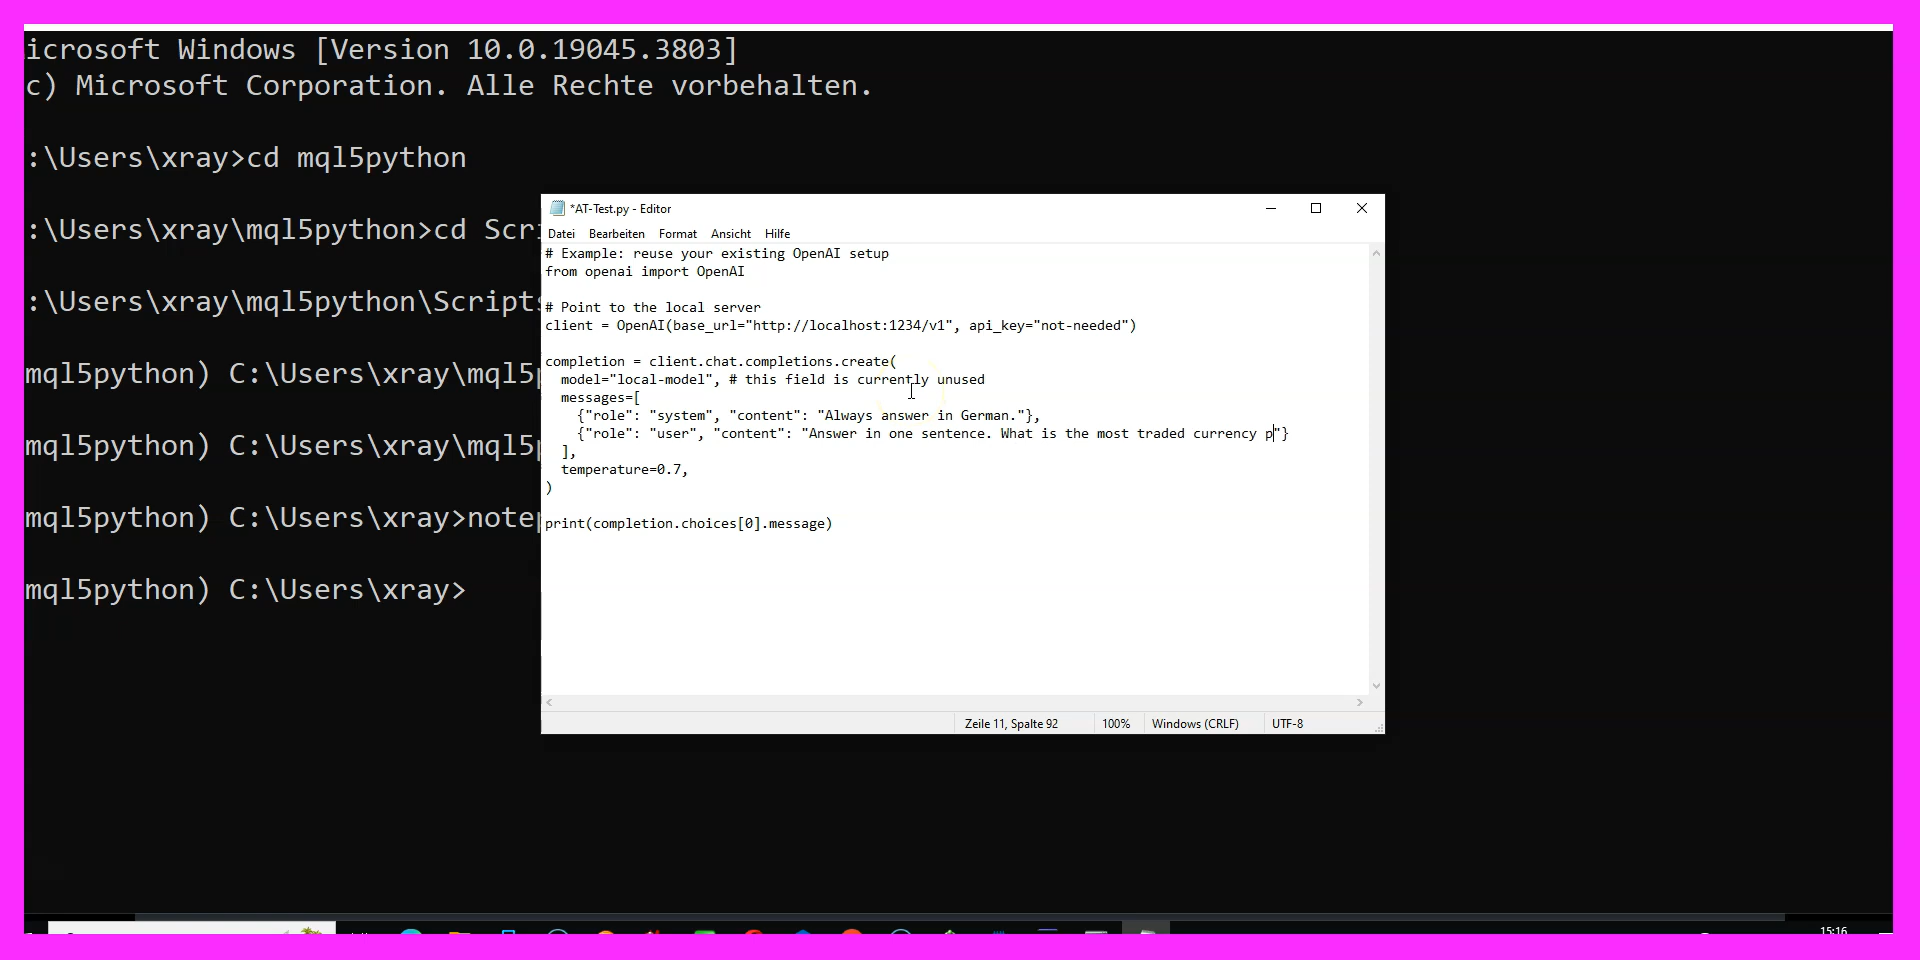 icrosoft Windows [Version 10.0.19045.3803]
c) Microsoft Corporation. Alle Rechte vorbehalten.
:\Users\xray>cd mql5python
:\Users\xray\mql5python>cd Scri
:\Users\xray\mql5python\Scripts
mql5python) C:\Users\xray\mql5p
mql5python) C:\Users\xray\mql5p
mql5python) C:\Users\xray>notep
mql5python) C:\Users\xray>
*AT-Test.py - Editor
Datei Bearbeiten Format Ansicht Hilfe
# Example: reuse your existing OpenAI setup
from openai import OpenAI
# Point to the local server
client = OpenAI(base_url="http://localhost:1234/v1", api_key="not-needed")
completion = client.chat.completions.create(
model="local-model", # this field is currently unused
messages=[
{"role": "system", "content": "Always answer in German."},
{"role": "user", "content": "Answer in one sentence. What is the most traded currency p"}
],
temperature=0.7,
)
print(completion.choices[0].message)
Zeile 11, Spalte 92 100% Windows (CRLF) UTF-8
15:16